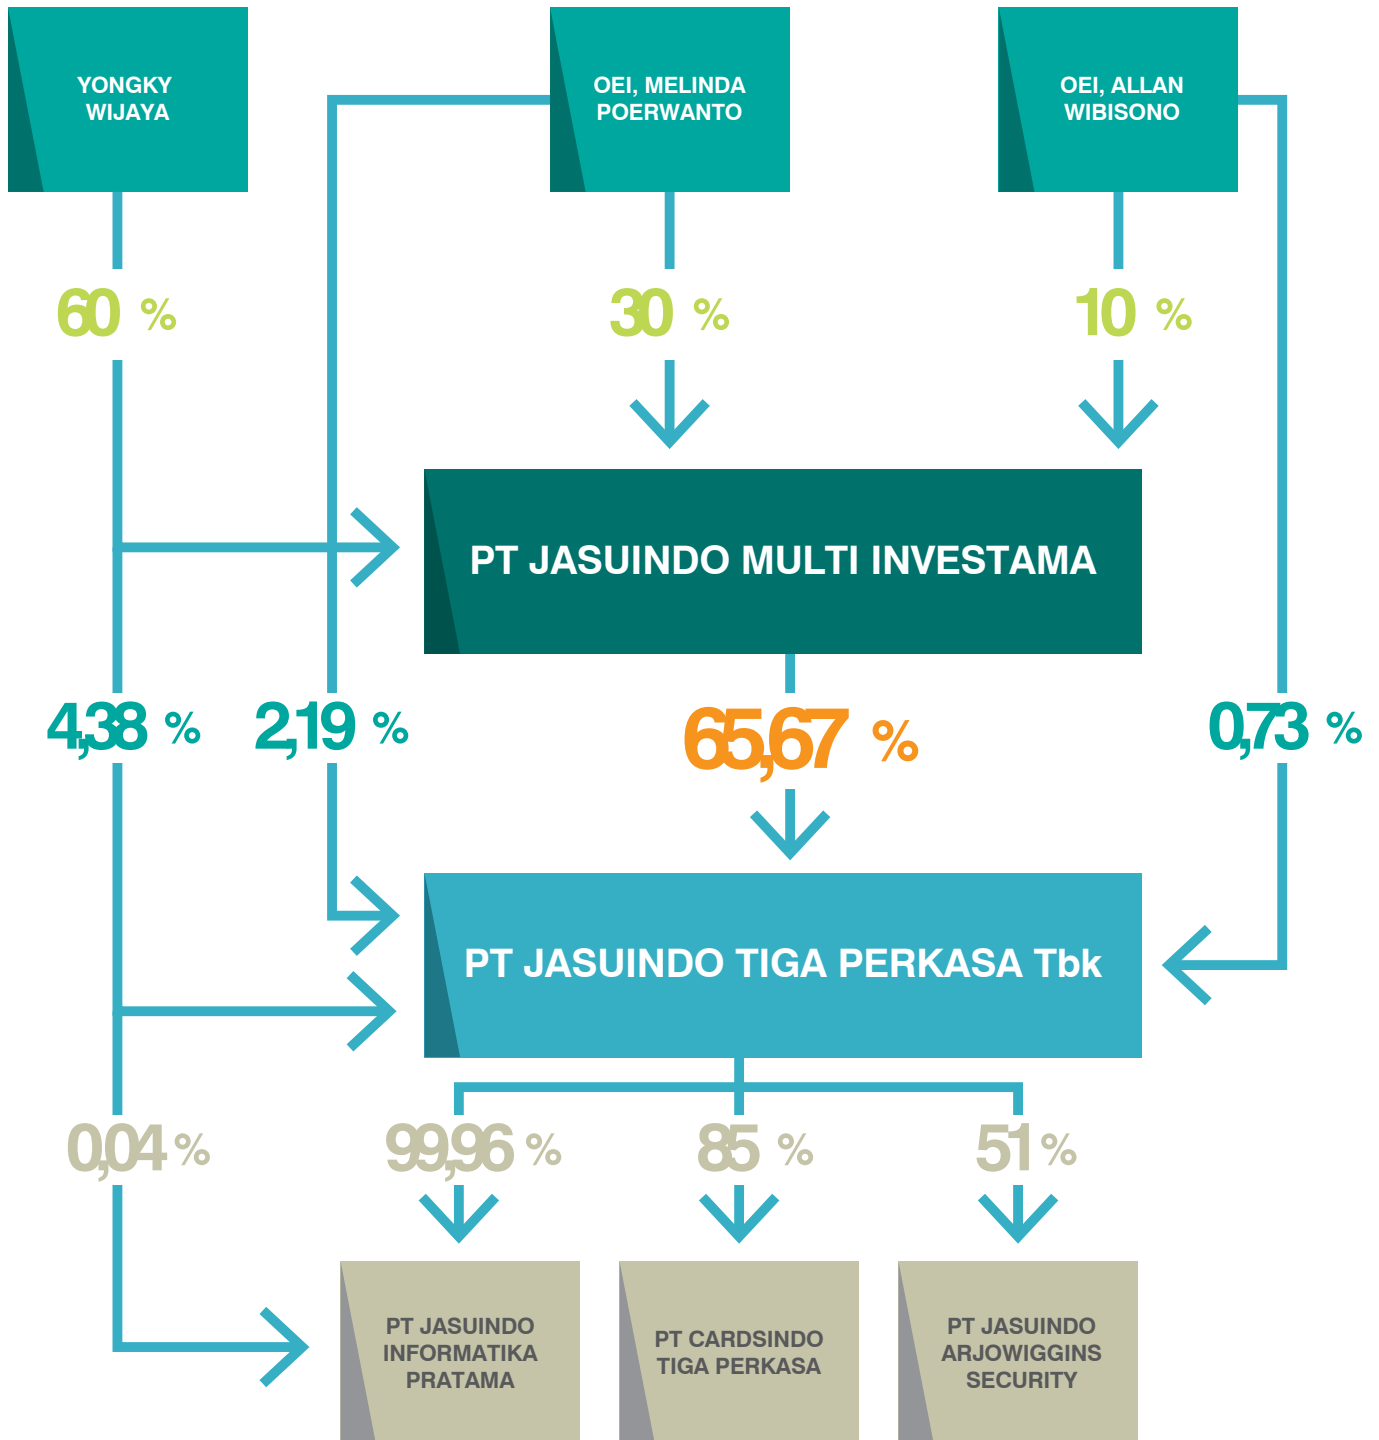 YONGKY
WIJAYA
OEI, MELINDA
POERWANTO
OEI, ALLAN
WIBISONO
60 %
30 %
10 %
PT JASUINDO MULTI INVESTAMA
4,38 %
2,19 %
65,67 %
0,73 %
PT JASUINDO TIGA PERKASA Tbk
0,04 %
99,96 %
85 %
51 %
PT JASUINDO
INFORMATIKA
PRATAMA
PT CARDSINDO
TIGA PERKASA
PT JASUINDO
ARJOWIGGINS
SECURITY